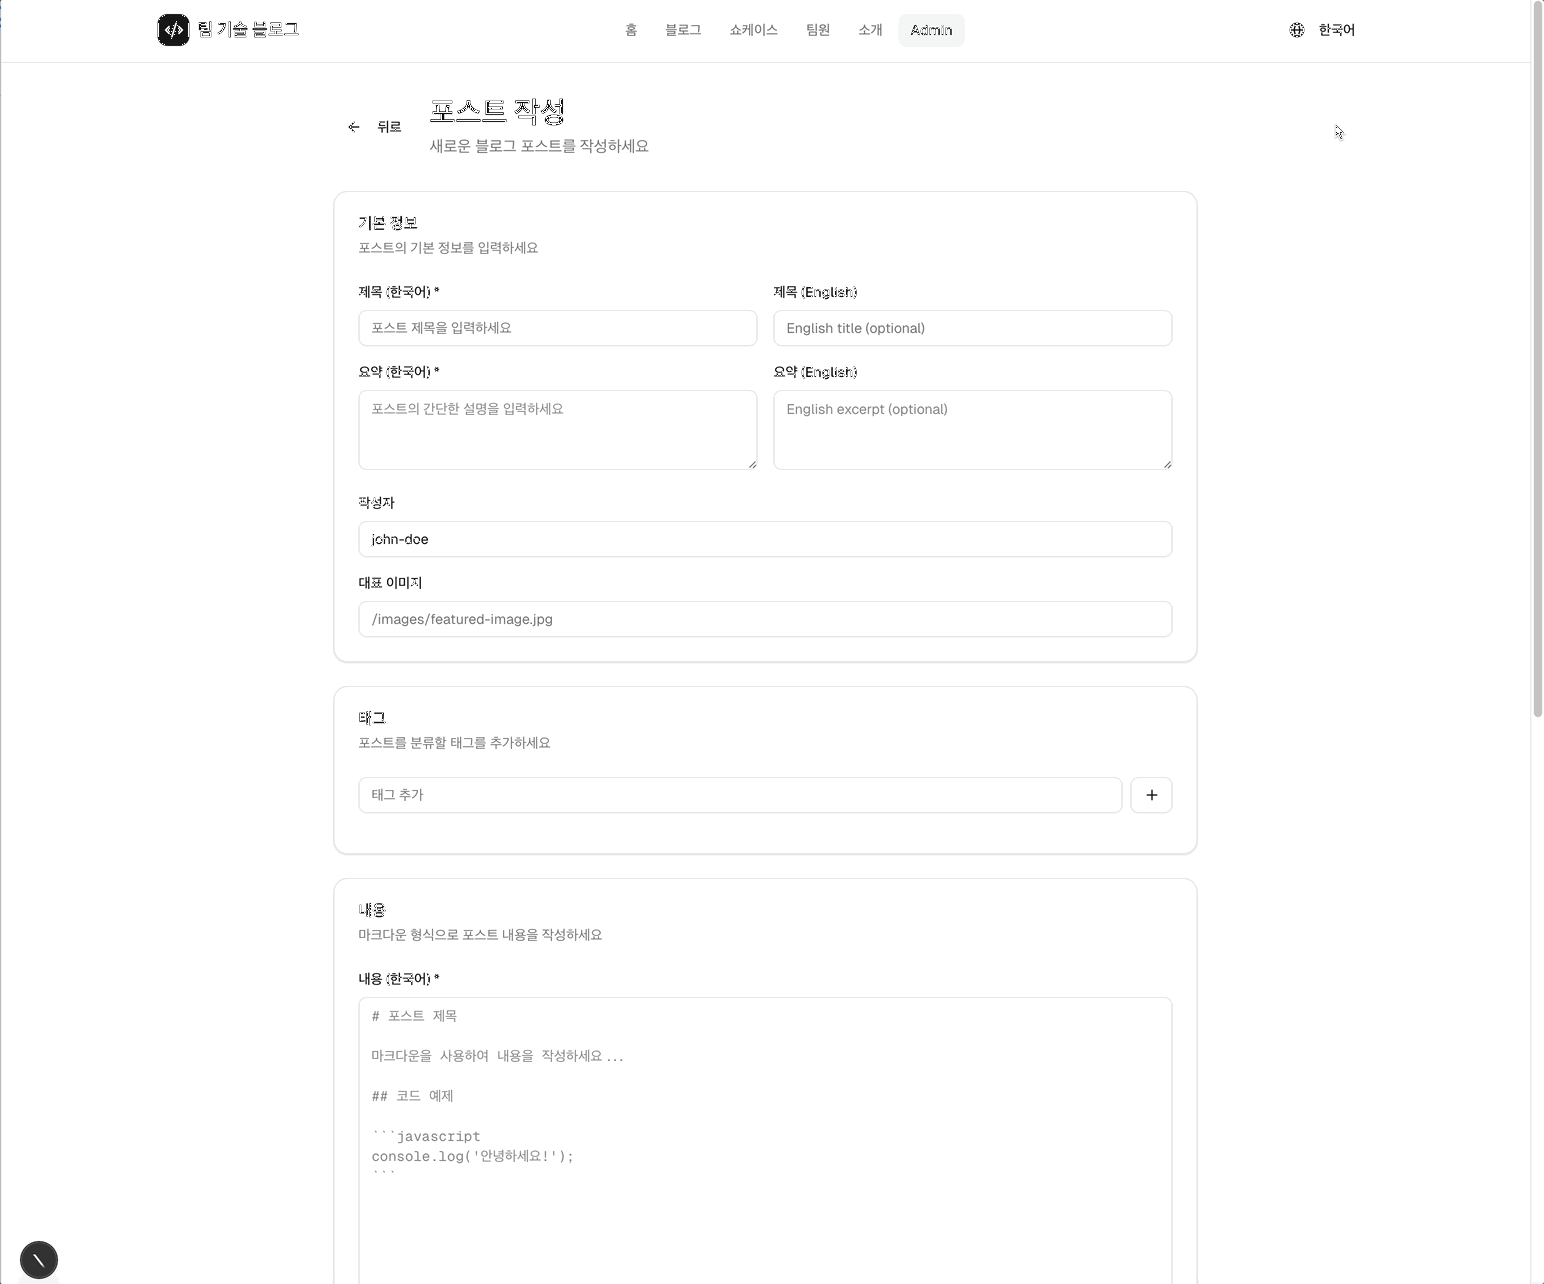 팀 기술 블로그
홈 블로그 쇼케이스 팀원 소개 Admin
한국어
뒤로
포스트 작성
새로운 블로그 포스트를 작성하세요
기본 정보
포스트의 기본 정보를 입력하세요
제목 (한국어) *
포스트 제목을 입력하세요
제목 (English)
English title (optional)
요약 (한국어) *
포스트의 간단한 설명을 입력하세요
요약 (English)
English excerpt (optional)
작성자
john-doe
대표 이미지
/images/featured-image.jpg
태그
포스트를 분류할 태그를 추가하세요
태그 추가
내용
마크다운 형식으로 포스트 내용을 작성하세요
내용 (한국어) *
# 포스트 제목
마크다운을 사용하여 내용을 작성하세요...
## 코드 예제
```javascript
console.log('안녕하세요!');
```